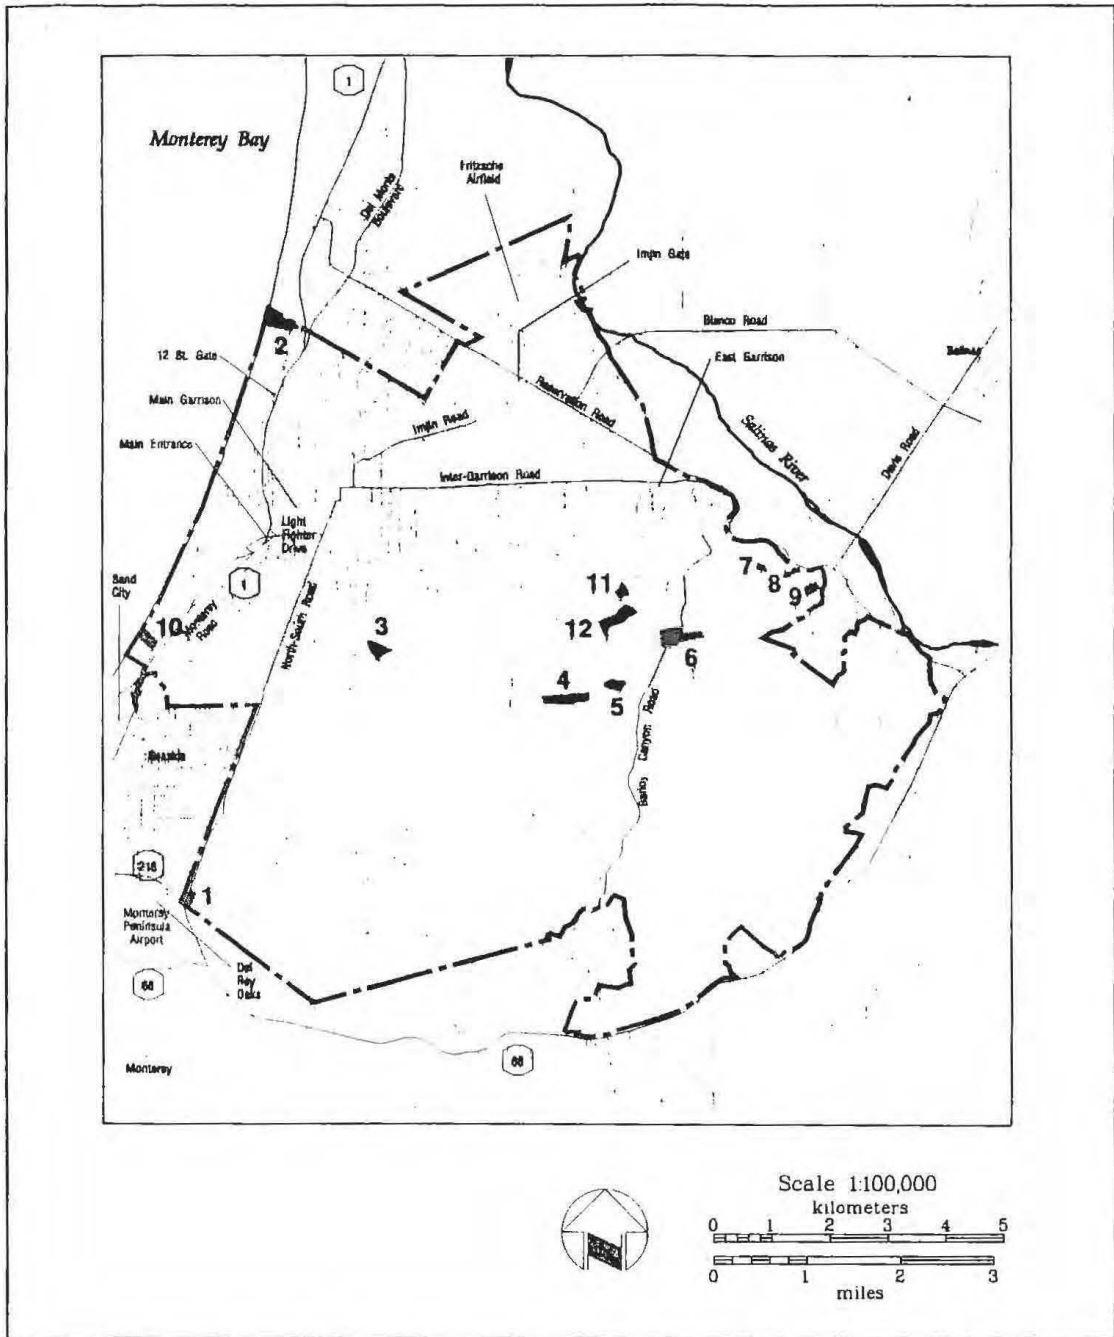 1
Monterey Bay
Fritzsche
Airfield
Del Monte
Boulevard
Imjin Gate
Blanco Road
2
12 St. Gate
East Garrison
Salinas
Main Garrison
Reservation Road
Imjin Road
Salinas River
Davis Road
Main Entrance
Inter-Garrison Road
Light
Fighter
Drive
1
Sand
City
7
8
9
11
10
Monterey
Road
North-South Road
3
12
6
4
5
Seaside
Canyon Road
218
1
Monterey
Peninsula
Airport
Del
Rey
Oaks
68
68
Monterey
Scale 1:100,000
kilometers
0 1 2 3 4 5
0 1 2 3
miles